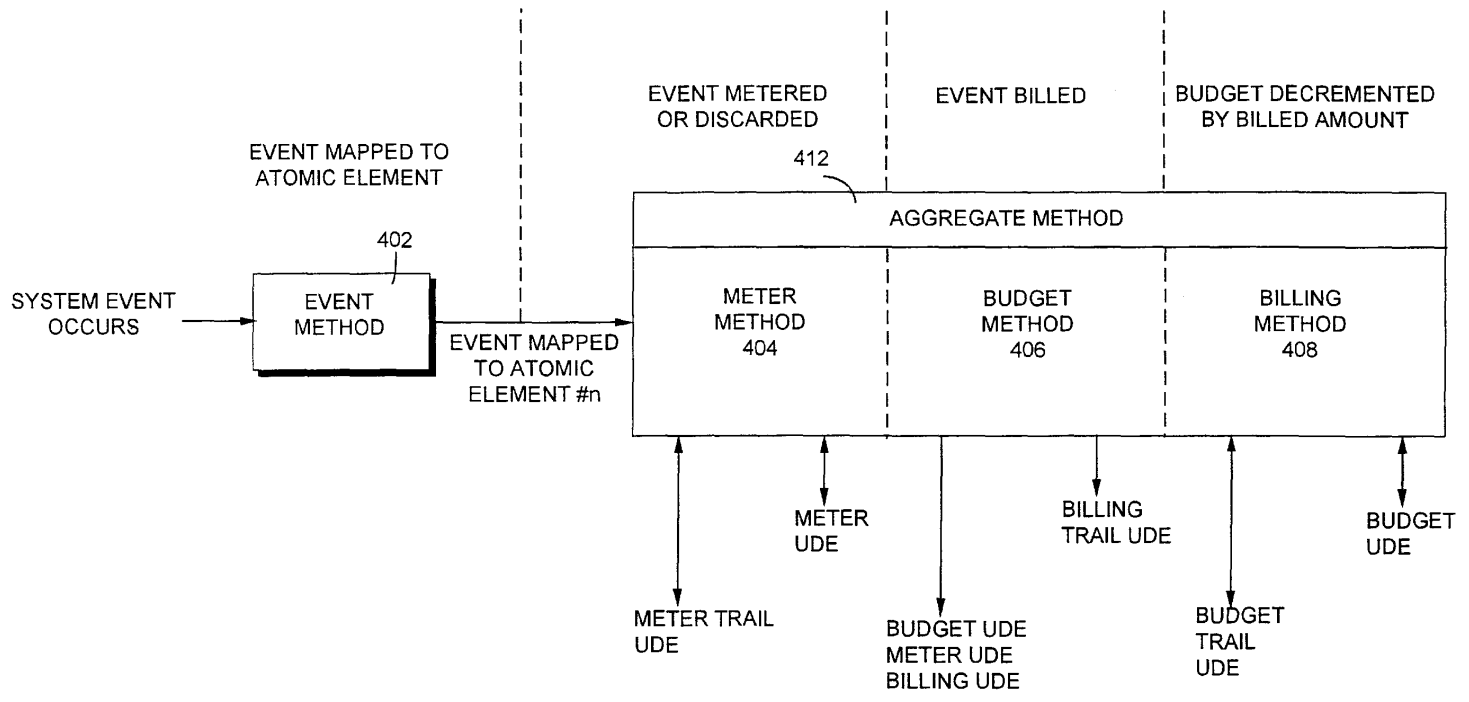 EVENT METERED
OR DISCARDED
EVENT BILLED
BUDGET DECREMENTED
BY BILLED AMOUNT
EVENT MAPPED TO
ATOMIC ELEMENT
412
AGGREGATE METHOD
402
SYSTEM EVENT
OCCURS
EVENT
METHOD
EVENT MAPPED
TO ATOMIC
ELEMENT #n
METER
METHOD
404
BUDGET
METHOD
406
BILLING
METHOD
408
METER
UDE
BILLING
TRAIL UDE
BUDGET
UDE
METER TRAIL
UDE
BUDGET UDE
METER UDE
BILLING UDE
BUDGET
TRAIL
UDE